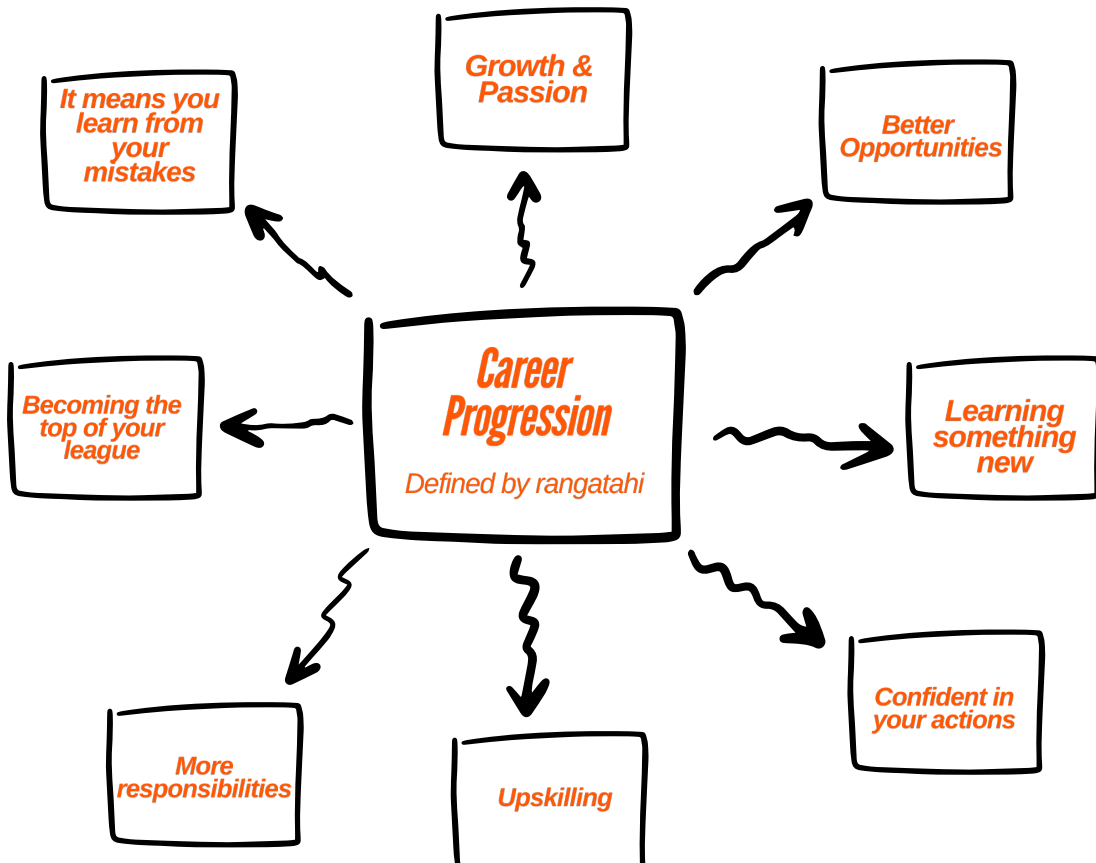 Growth &
Passion
It means you
learn from
your
mistakes
Better
Opportunities
Career
Progression
Defined by rangatahi
Becoming the
top of your
league
Learning
something
new
Confident in
your actions
More
responsibilities
Upskilling